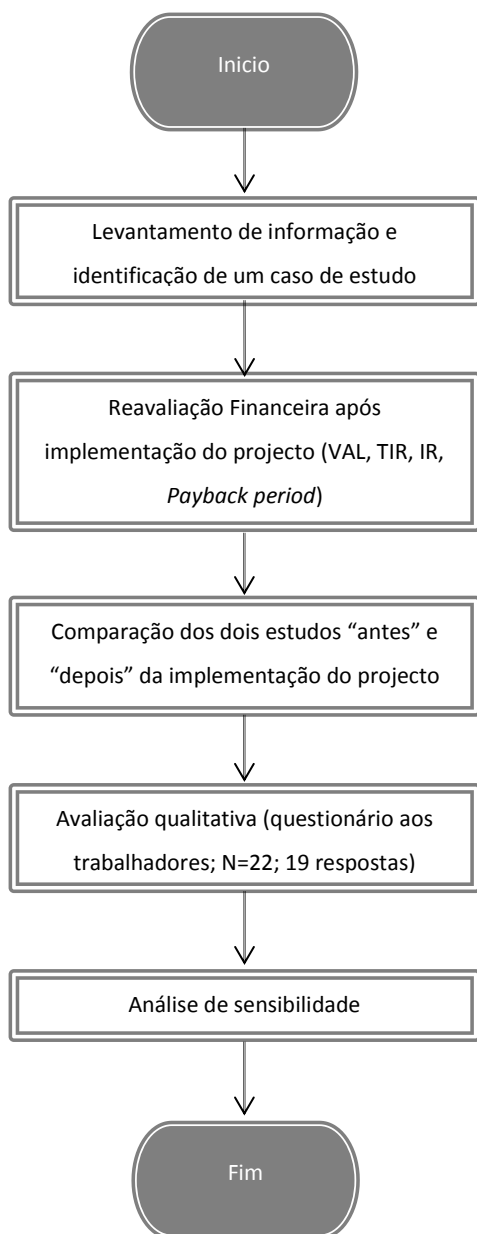 Inicio
Levantamento de informação e
identificação de um caso de estudo
Reavaliação Financeira após
implementação do projecto (VAL, TIR, IR,
Payback period)
Comparação dos dois estudos “antes” e
“depois” da implementação do projecto
Avaliação qualitativa (questionário aos
trabalhadores; N=22; 19 respostas)
Análise de sensibilidade
Fim